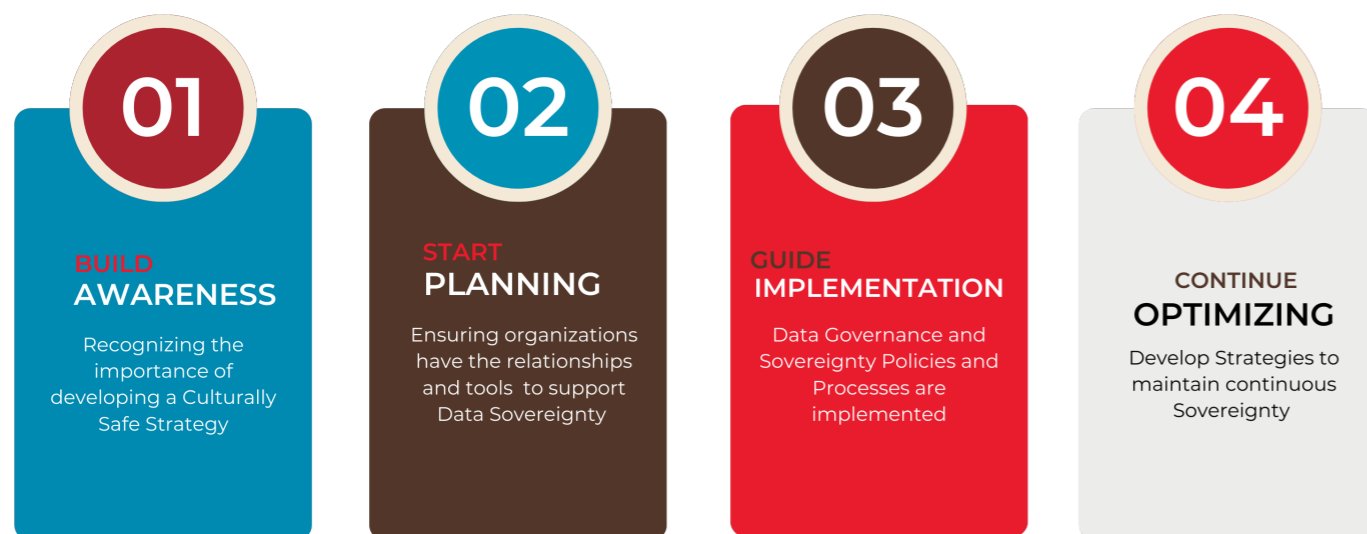 01
BUILD
AWARENESS
Recognizing the
importance of
developing a Culturally
Safe Strategy
02
START
PLANNING
Ensuring organizations
have the relationships
and tools to support
Data Sovereignty
03
GUIDE
IMPLEMENTATION
Data Governance and
Sovereignty Policies and
Processes are
implemented
04
CONTINUE
OPTIMIZING
Develop Strategies to
maintain continuous
Sovereignty